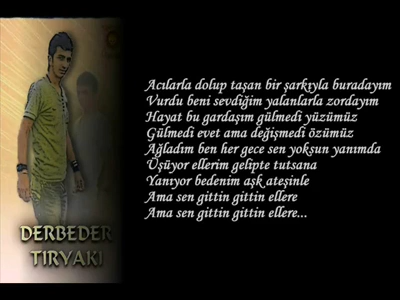 Acılarla dolup taşan bir şarkıyla buradayım
Vurdu beni sevdiğim yalanlarla zordayım
Hayat bu gardaşım gülmedi yüzümüz
Gülmedi evet ama değişmedi özümüz
Ağladım ben her gece sen yoksun yanımda
Üşüyor ellerim gelipte tutsana
Yanıyor bedenim aşk ateşinle
Ama sen gittin gittin ellere
Ama sen gittin gittin ellere...
DERBEDER
TIRYAKI